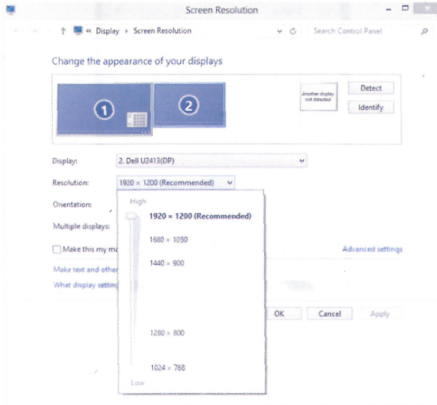 Screen Resolution
« Display › Screen Resolution
Search Control Panel
Change the appearance of your displays
1
2
Another display
not detected
Detect
Identify
Display:
2. Dell U2413(DP)
Resolution:
1920 × 1200 (Recommended)
Orientation:
High
1920 × 1200 (Recommended)
Multiple displays:
1680 × 1050
Make this my
Advanced settings
1440 × 900
Make text and other
What display
OK
Cancel
Apply
1280 × 800
1024 × 768
Low